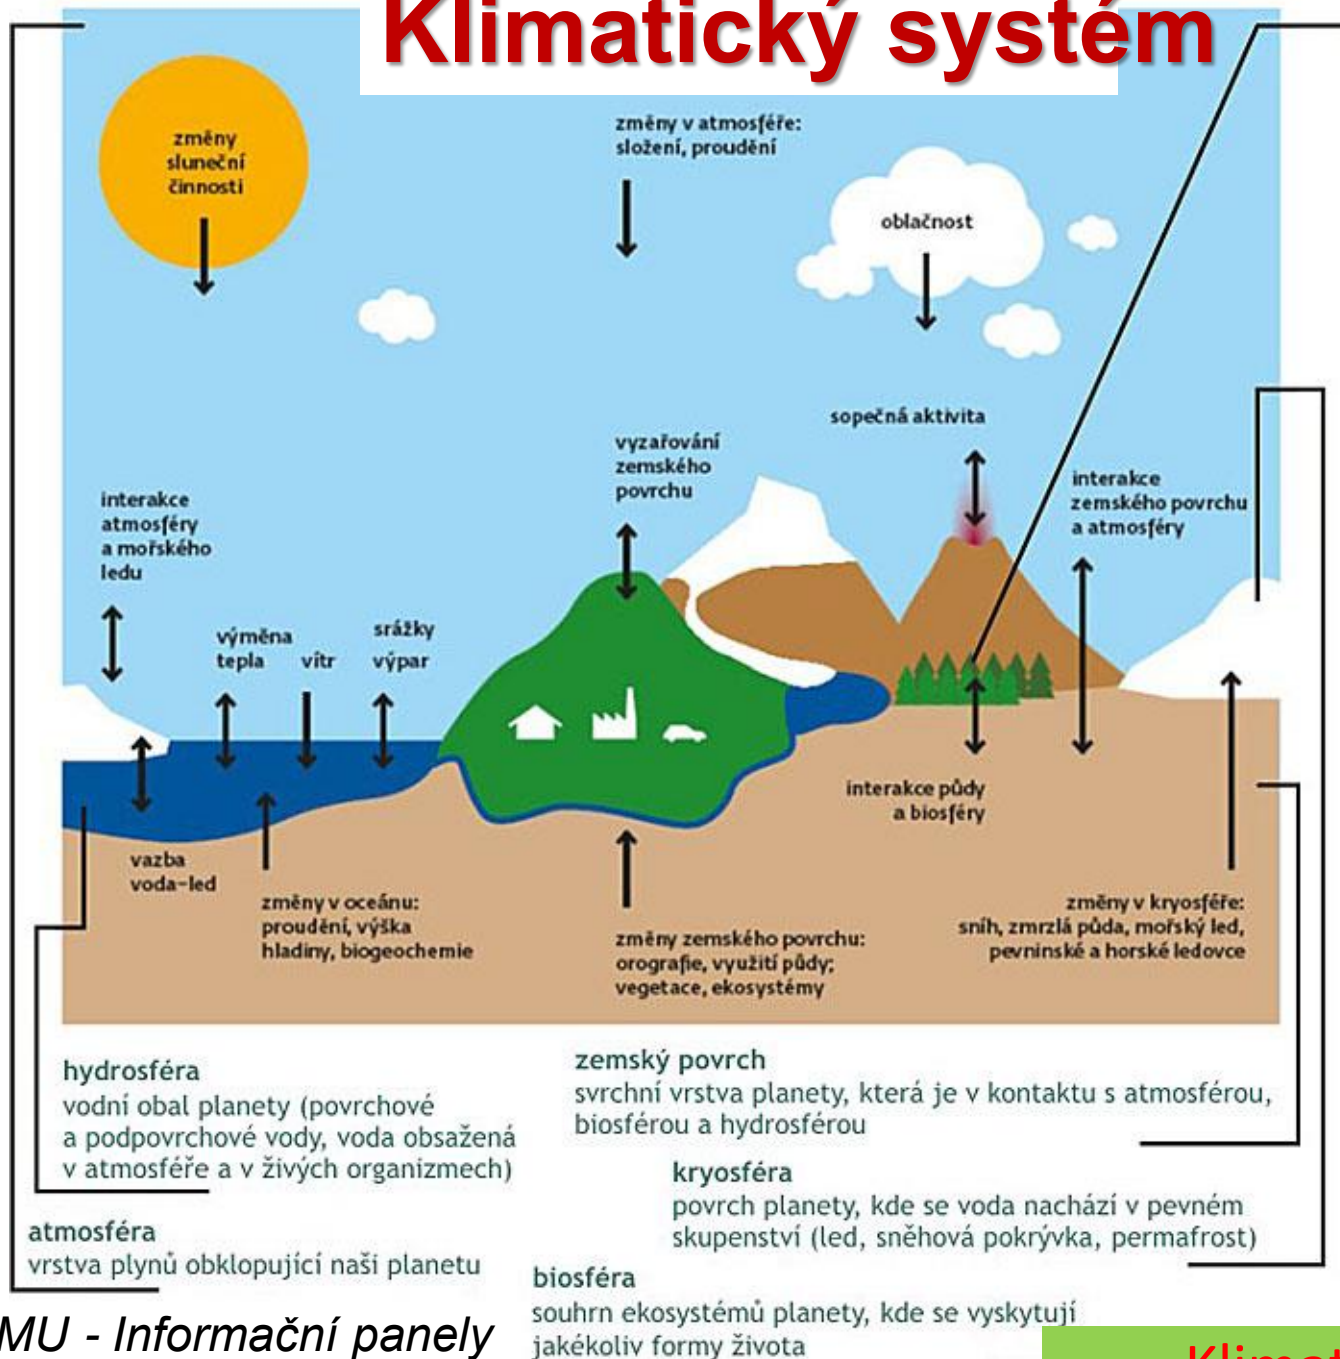 Klimatický systém
změny
sluneční
činnosti
změny v atmosféře:
složení, proudění
oblačnost
sopečná aktivita
vyzařování
zemského
povrchu
interakce
zemského povrchu
a atmosféry
interakce
atmosféry
a mořského
ledu
výměna
tepla
vítr
srážky
výpar
interakce půdy
a biosféry
vazba
voda-led
změny v oceánu:
proudění, výška
hladiny, biogeochemie
změny zemského povrchu:
orografie, využití půdy;
vegetace, ekosystémy
změny v kryosféře:
sníh, zmrzlá půda, mořský led,
pevninské a horské ledovce
hydrosféra
vodní obal planety (povrchové
a podpovrchové vody, voda obsažená
v atmosféře a v živých organizmech)
zemský povrch
svrchní vrstva planety, která je v kontaktu s atmosférou,
biosférou a hydrosférou
kryosféra
povrch planety, kde se voda nachází v pevném
skupenství (led, sněhová pokrývka, permafrost)
atmosféra
vrstva plynů obklopující naši planetu
biosféra
souhrn ekosystémů planety, kde se vyskytují
jakékoliv formy života
MU - Informační panely